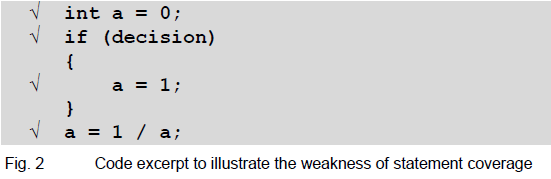 √ int a = 0;
√ if (decision)
{
√ a = 1;
}
√ a = 1 / a;
Fig. 2 Code excerpt to illustrate the weakness of statement coverage